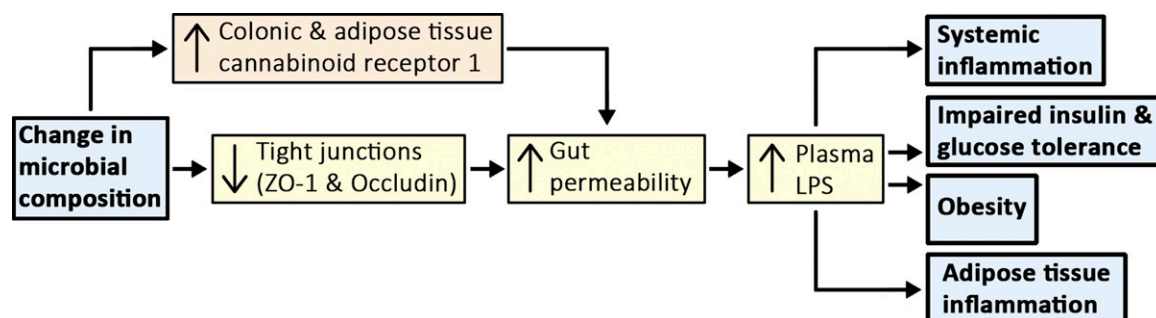 Colonic & adipose tissue
cannabinoid receptor 1
Change in
microbial
composition
Tight junctions
(ZO-1 & Occludin)
Gut
permeability
Plasma
LPS
Systemic
inflammation
Impaired insulin &
glucose tolerance
Obesity
Adipose tissue
inflammation